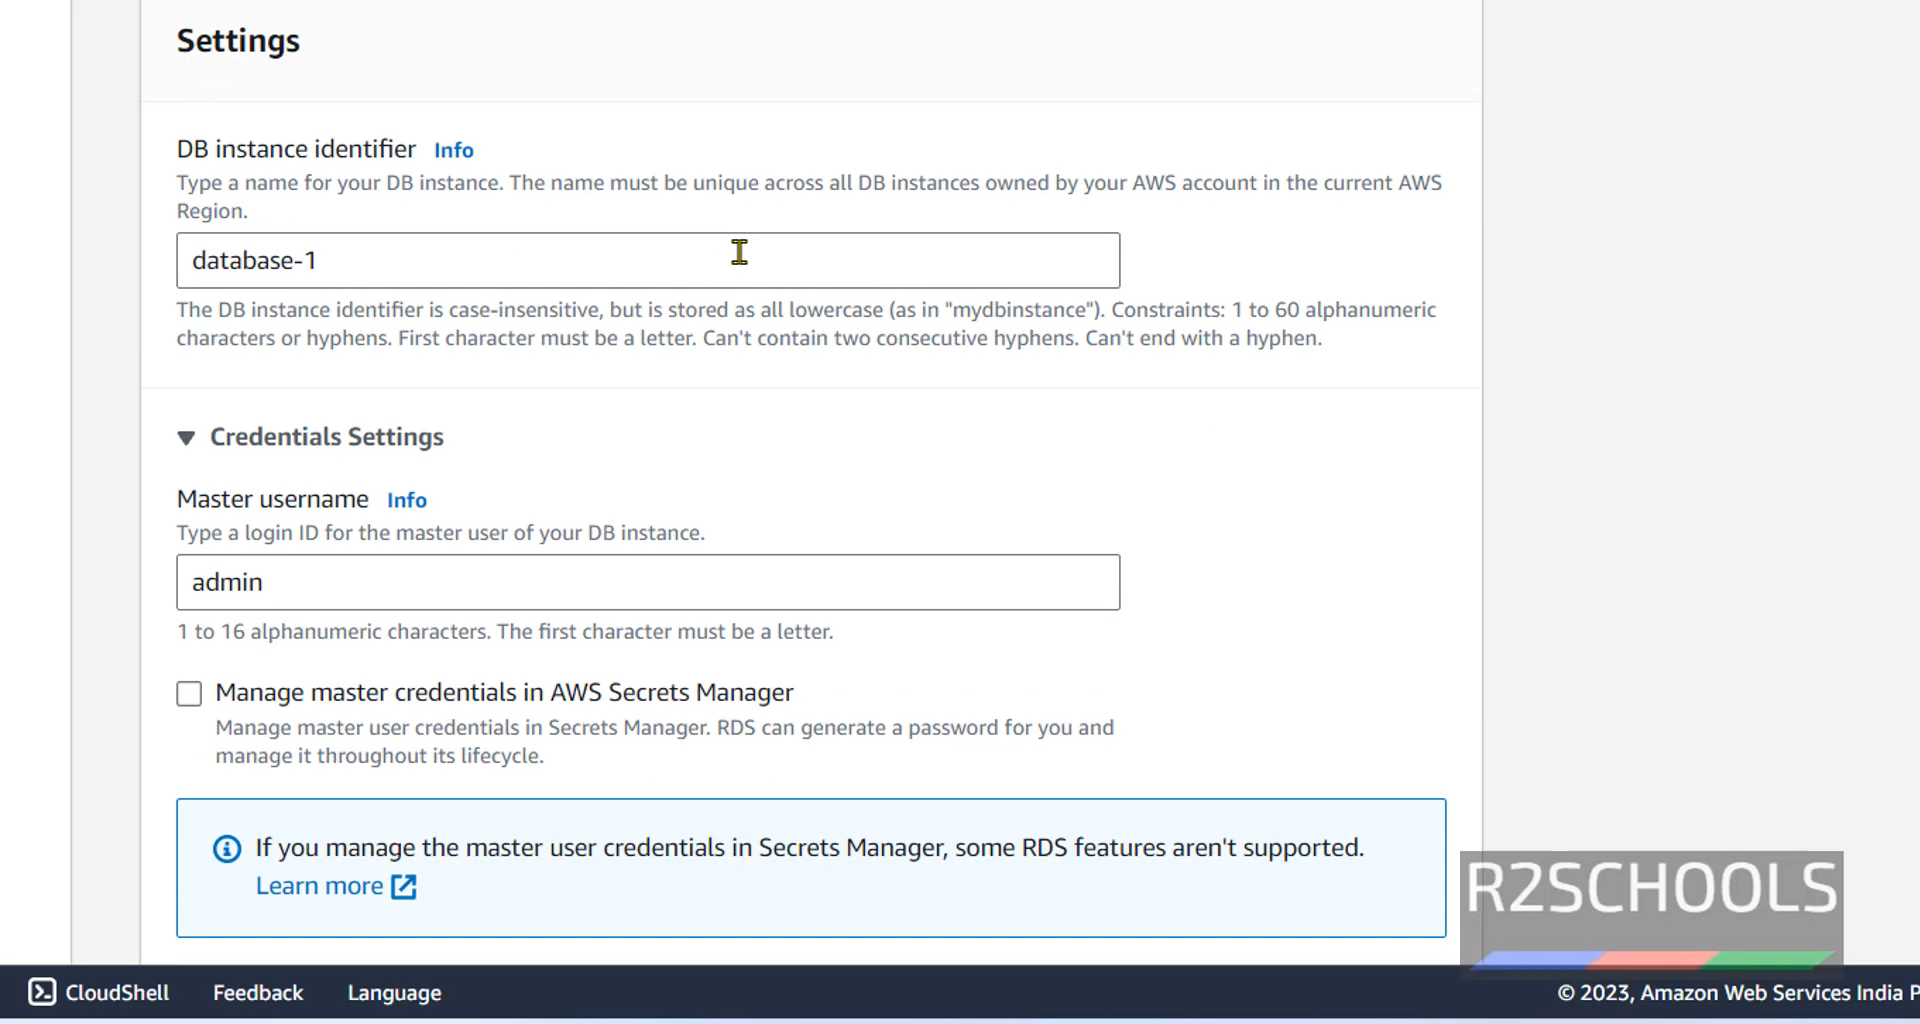 Settings
DB instance identifier Info
Type a name for your DB instance. The name must be unique across all DB instances owned by your AWS account in the current AWS
Region.
database-1
The DB instance identifier is case-insensitive, but is stored as all lowercase (as in "mydbinstance"). Constraints: 1 to 60 alphanumeric
characters or hyphens. First character must be a letter. Can't contain two consecutive hyphens. Can't end with a hyphen.
Credentials Settings
Master username Info
Type a login ID for the master user of your DB instance.
admin
1 to 16 alphanumeric characters. The first character must be a letter.
Manage master credentials in AWS Secrets Manager
Manage master user credentials in Secrets Manager. RDS can generate a password for you and
manage it throughout its lifecycle.
If you manage the master user credentials in Secrets Manager, some RDS features aren't supported.
Learn more
R2SCHOOLS
CloudShell Feedback Language © 2023, Amazon Web Services India P